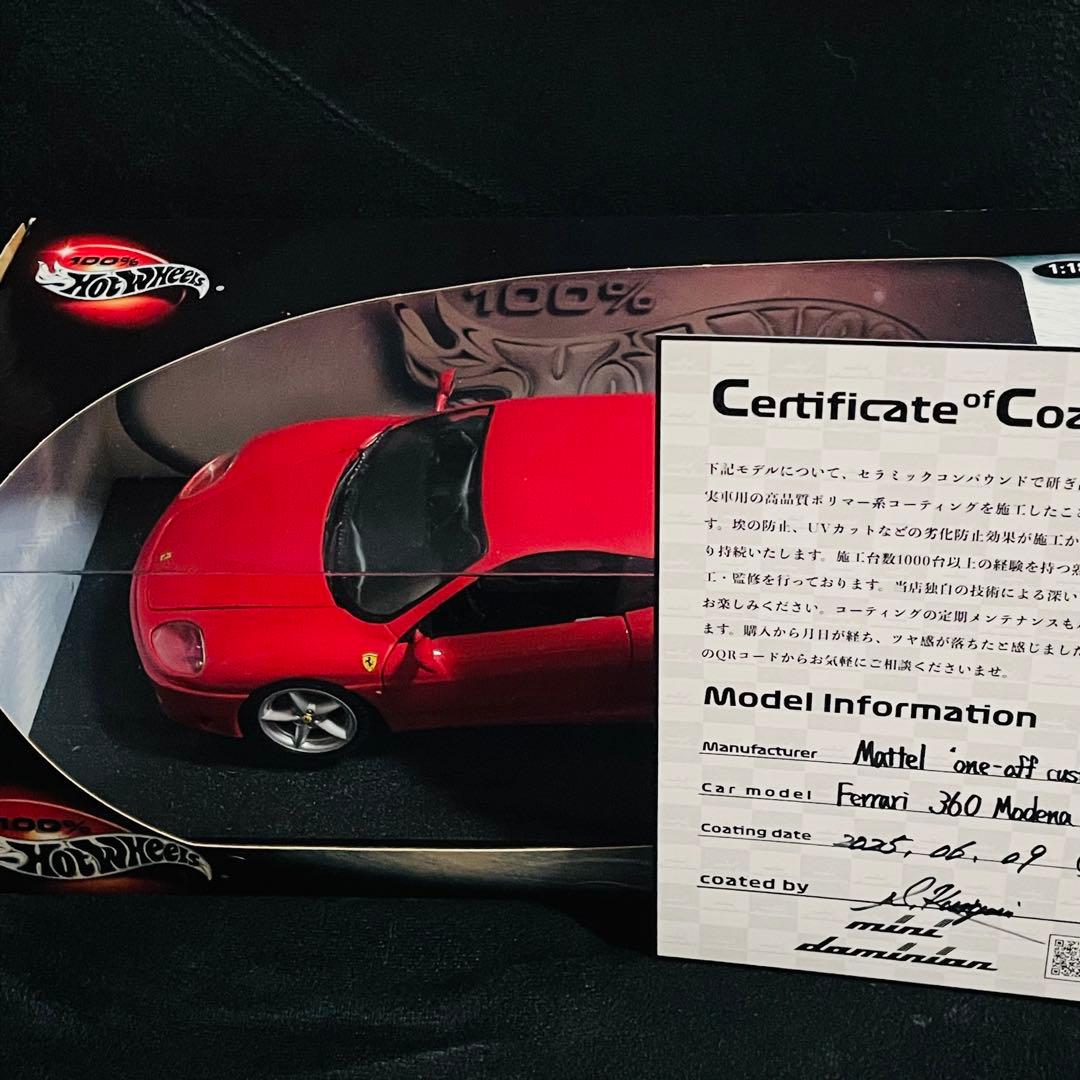 100%
HOT WHEELS
1:18
100%
Certificate of Coa
下記モデルについて、セラミックコンパウンドで研ぎ
実車用の高品質ポリマー系コーティングを施工したこ
す。埃の防止、UVカットなどの劣化防止効果が施工か
り持続いたします。施工台数1000台以上の経験を持つ
工・監修を行っております。当店独自の技術による深い
お楽しみください。コーティングの定期メンテナンスも
ます。購入から月日が経ち、ツヤ感が落ちたと感じまし
のQRコードからお気軽にご相談くださいませ。
Model Information
Manufacturer Mattel one-off cus
Car model Ferrari 360 Modena
Coating date 2025. 06. 09
coated by
mini
dominion
100%
HOT WHEELS